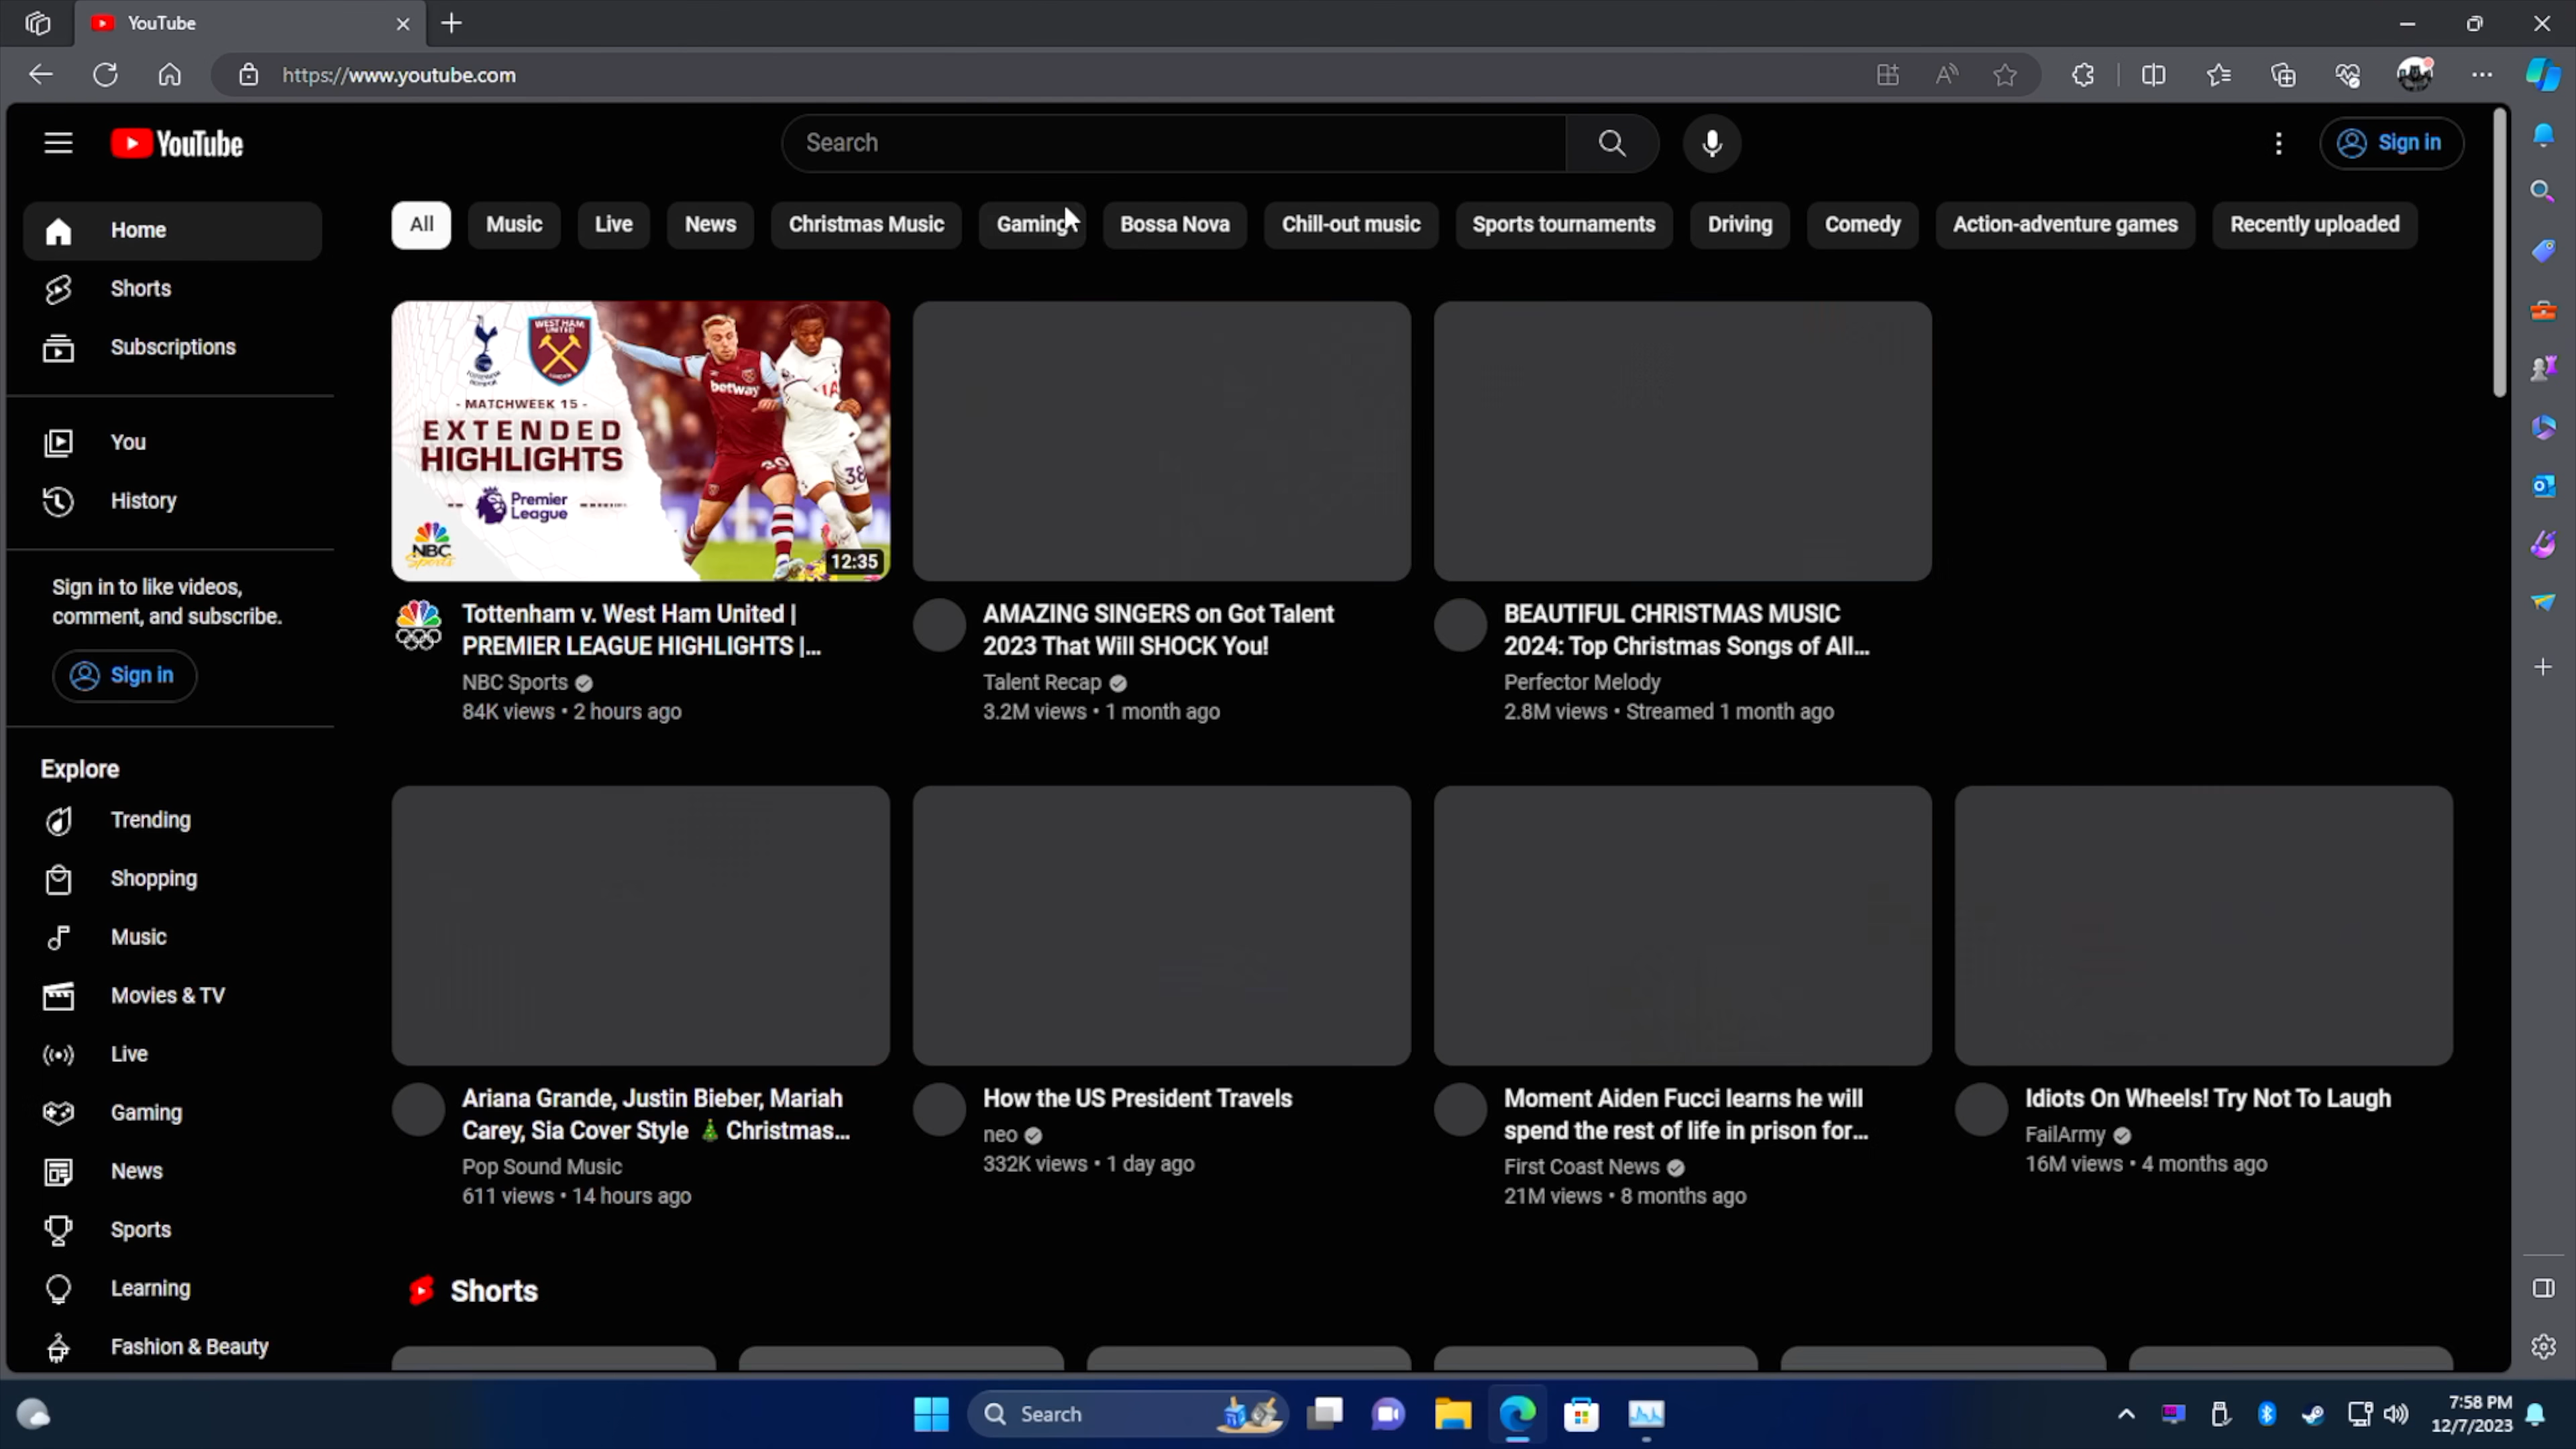 YouTube
https://www.youtube.com
YouTube
Search
Sign in
Home
Shorts
Subscriptions
You
History
Sign in to like videos,
comment, and subscribe.
Sign in
Explore
Trending
Shopping
Music
Movies & TV
Live
Gaming
News
Sports
Learning
Fashion & Beauty
All
Music
Live
News
Christmas Music
Gaming
Bossa Nova
Chill-out music
Sports tournaments
Driving
Comedy
Action-adventure games
Recently uploaded
WEST HAM
UNITED
LONDON
betway
- MATCHWEEK 15 -
EXTENDED
HIGHLIGHTS
Premier
League
NBC
Sports
38
12:35
Tottenham v. West Ham United |
PREMIER LEAGUE HIGHLIGHTS |...
NBC Sports
84K views • 2 hours ago
AMAZING SINGERS on Got Talent
2023 That Will SHOCK You!
Talent Recap
3.2M views • 1 month ago
BEAUTIFUL CHRISTMAS MUSIC
2024: Top Christmas Songs of All...
Perfector Melody
2.8M views • Streamed 1 month ago
Ariana Grande, Justin Bieber, Mariah
Carey, Sia Cover Style 🎄 Christmas...
Pop Sound Music
611 views • 14 hours ago
How the US President Travels
neo
332K views • 1 day ago
Moment Aiden Fucci learns he will
spend the rest of life in prison for...
First Coast News
21M views • 8 months ago
Idiots On Wheels! Try Not To Laugh
FailArmy
16M views • 4 months ago
Shorts
Search
7:58 PM
12/7/2023